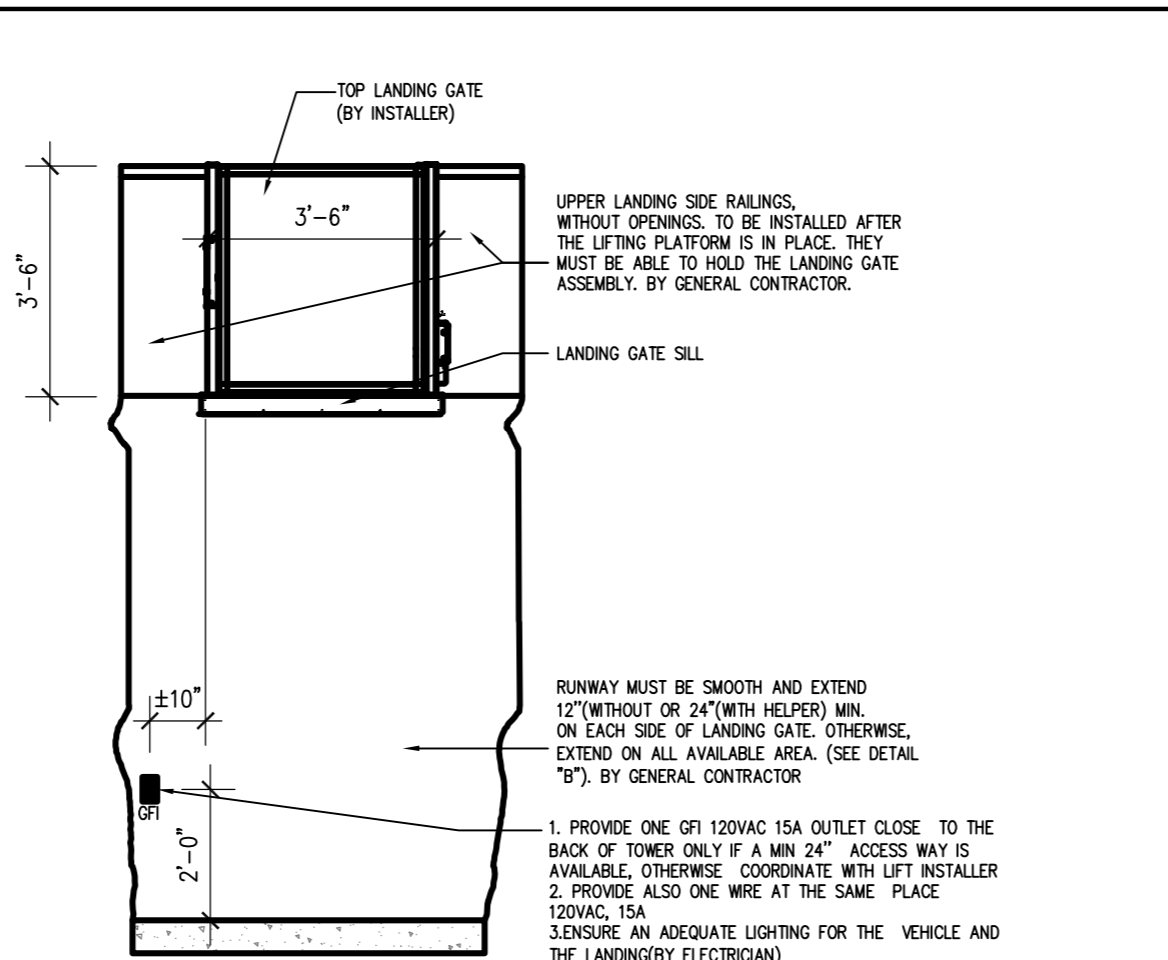 TOP LANDING GATE
(BY INSTALLER)
3'-6"
3'-6"
UPPER LANDING SIDE RAILINGS,
WITHOUT OPENINGS. TO BE INSTALLED AFTER
THE LIFTING PLATFORM IS IN PLACE. THEY
MUST BE ABLE TO HOLD THE LANDING GATE
ASSEMBLY. BY GENERAL CONTRACTOR.
LANDING GATE SILL
±10"
RUNWAY MUST BE SMOOTH AND EXTEND
12"(WITHOUT OR 24"(WITH HELPER) MIN.
ON EACH SIDE OF LANDING GATE. OTHERWISE,
EXTEND ON ALL AVAILABLE AREA. (SEE DETAIL
"B"). BY GENERAL CONTRACTOR
GFI
2'-0"
1. PROVIDE ONE GFI 120VAC 15A OUTLET CLOSE TO THE
BACK OF TOWER ONLY IF A MIN 24" ACCESS WAY IS
AVAILABLE, OTHERWISE COORDINATE WITH LIFT INSTALLER
2. PROVIDE ALSO ONE WIRE AT THE SAME PLACE
120VAC, 15A
3.ENSURE AN ADEQUATE LIGHTING FOR THE VEHICLE AND
THE LANDING(BY ELECTRICIAN)